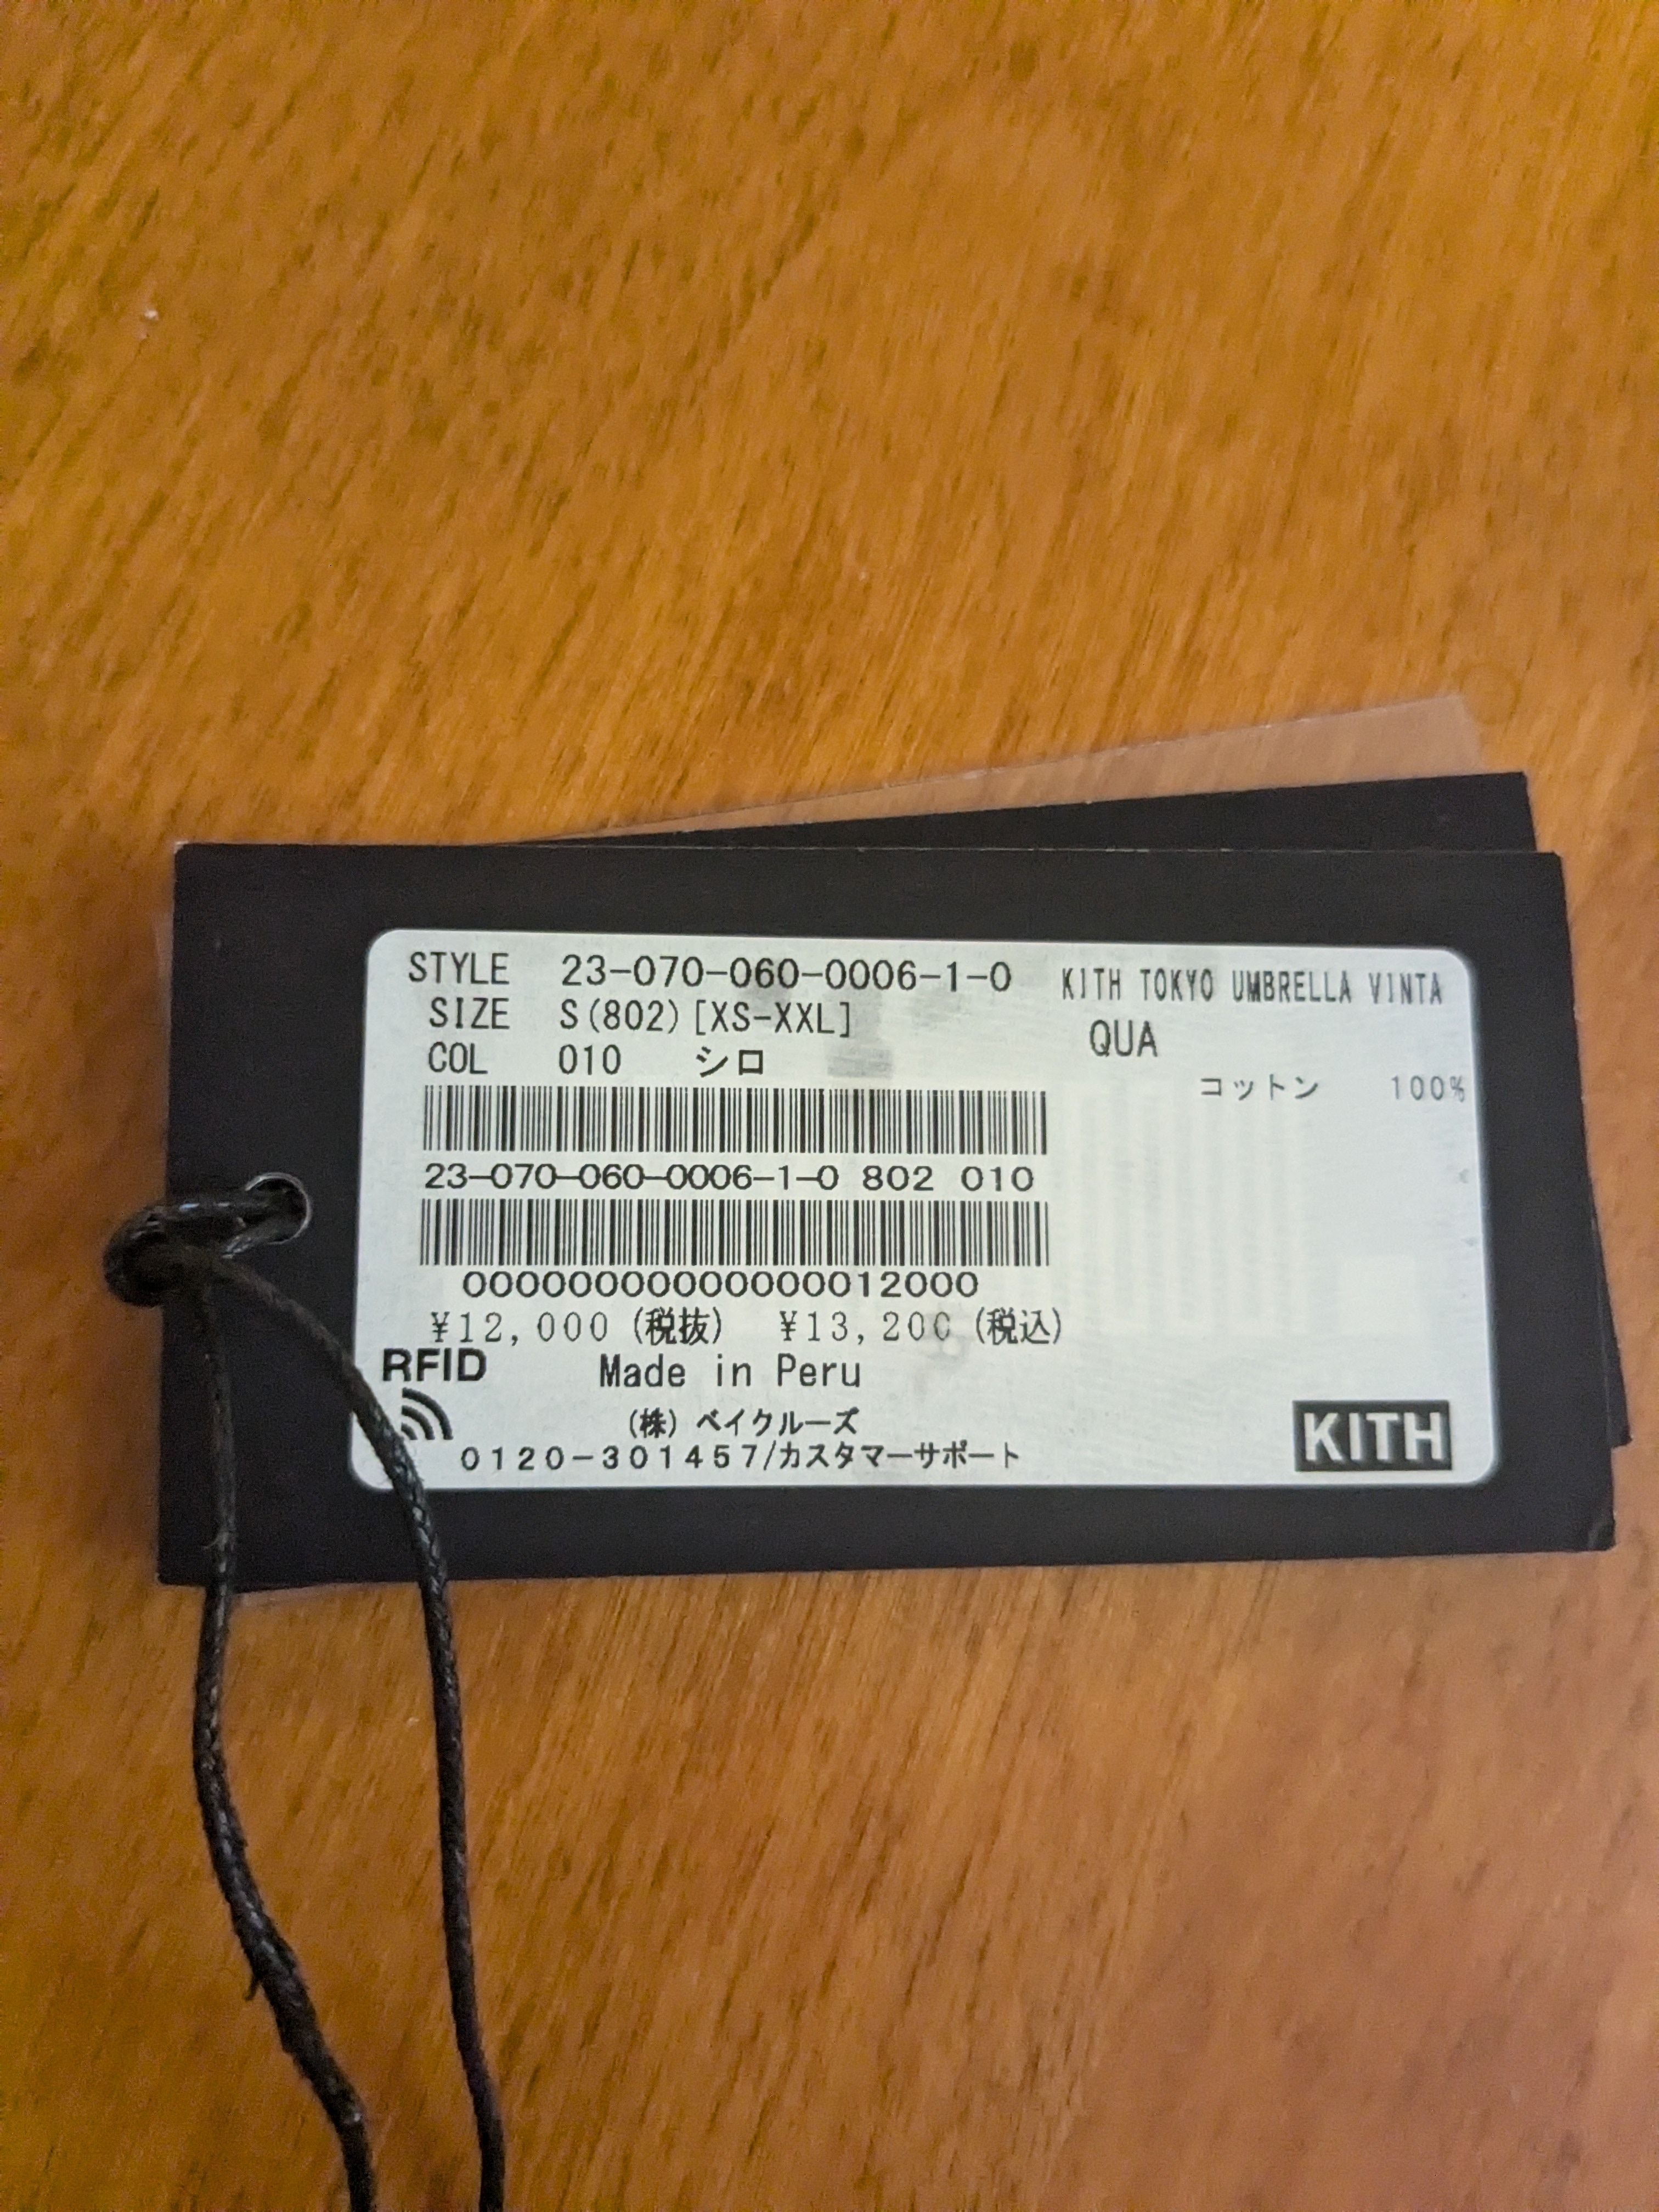 STYLE 23-070-060-0006-1-0
SIZE S(802)[XS-XXL]
COL 010 シロ
23-070-060-0006-1-0 802 010
00000000000000012000
¥12,000 (税抜) ¥13,200 (税込)
RFID Made in Peru
(株) ベイクルーズ
0120-301457/カスタマーサポート
KITH TOKYO UMBRELLA VINTA
QUA
コットン 100%
KITH